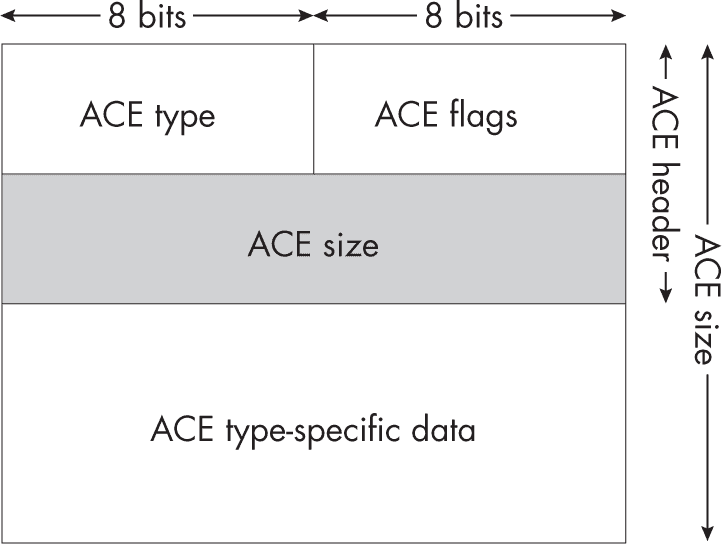 8 bits 8 bits
ACE type ACE flags
ACE header
ACE size
ACE size
ACE type-specific data